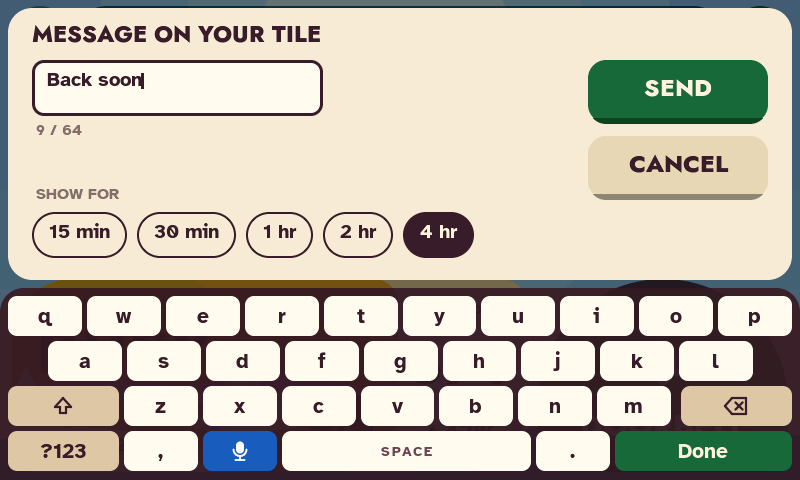 MESSAGE ON YOUR TILE
Back soon
9 / 64
SEND
CANCEL
SHOW FOR
15 min 30 min 1 hr 2 hr 4 hr
q w e r t y u i o p
a s d f g h j k l
z x c v b n m
?123 , SPACE . Done